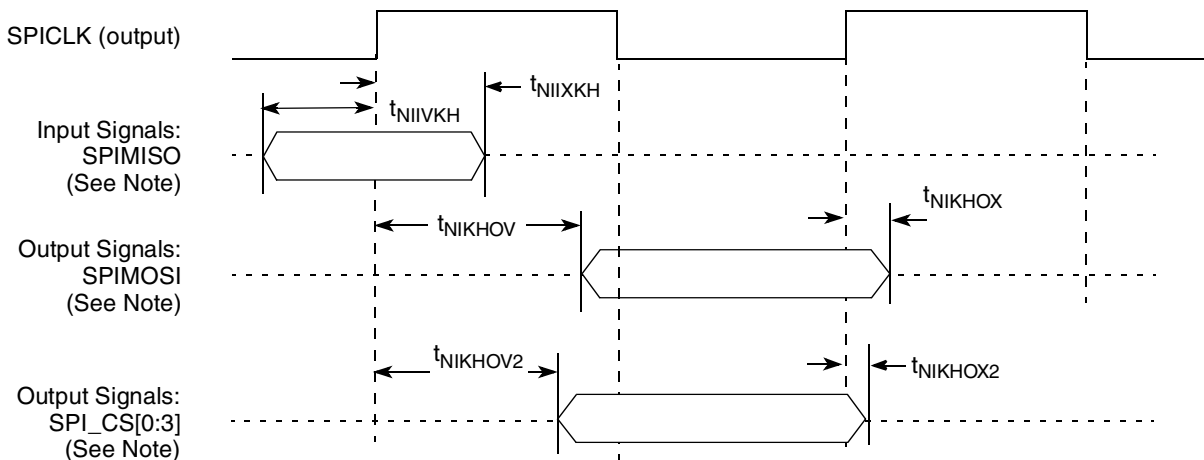 SPICLK (output)
tNIIXKH
tNIIVKH
Input Signals:
SPIMISO
(See Note)
tNIKHOX
tNIKHOV
Output Signals:
SPIMOSI
(See Note)
tNIKHOV2
tNIKHOX2
Output Signals:
SPI_CS[0:3]
(See Note)